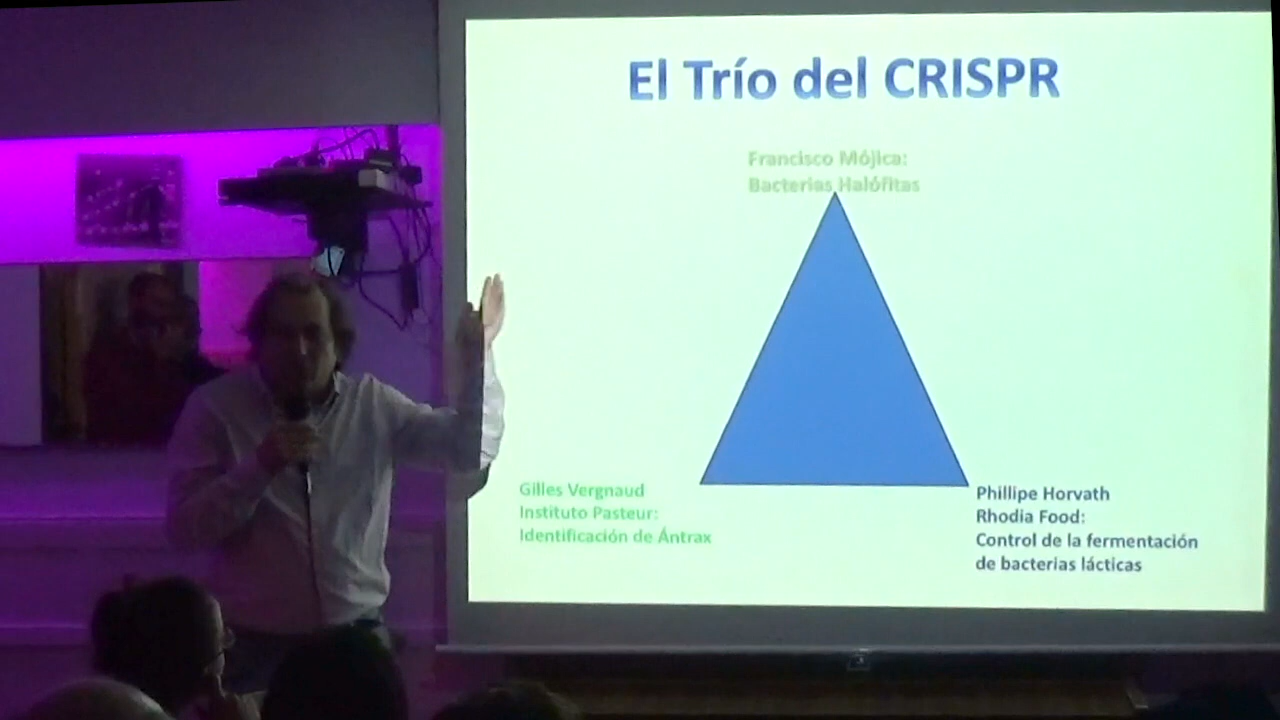 El Trío del CRISPR
Francisco Mójica:
Bacterias Halófitas
Gilles Vergnaud
Instituto Pasteur:
Identificación de Ántrax
Phillipe Horvath
Rhodia Food:
Control de la fermentación
de bacterias lácticas